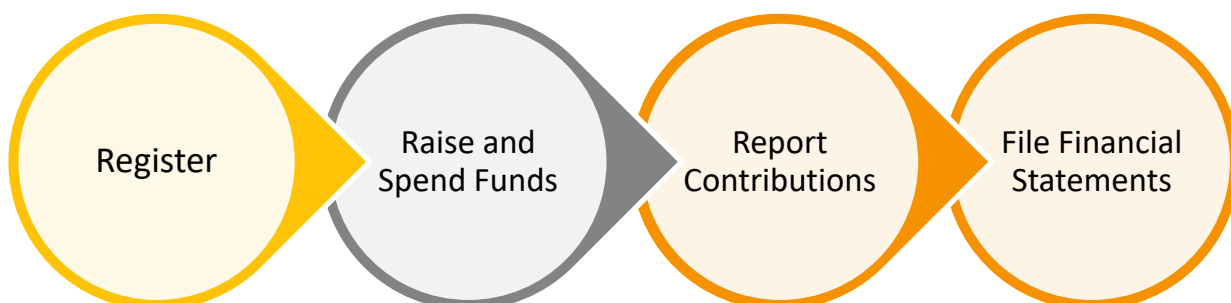 Register
Raise and
Spend Funds
Report
Contributions
File Financial
Statements